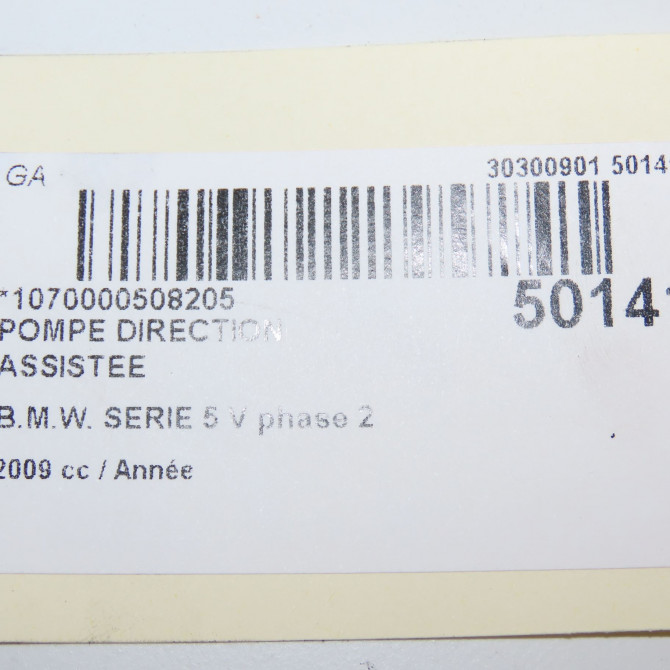 GA
30300901 5014
*1070000508205
5014
POMPE DIRECTION
ASSISTEE
B.M.W. SERIE 5 V phase 2
2009 cc / Année